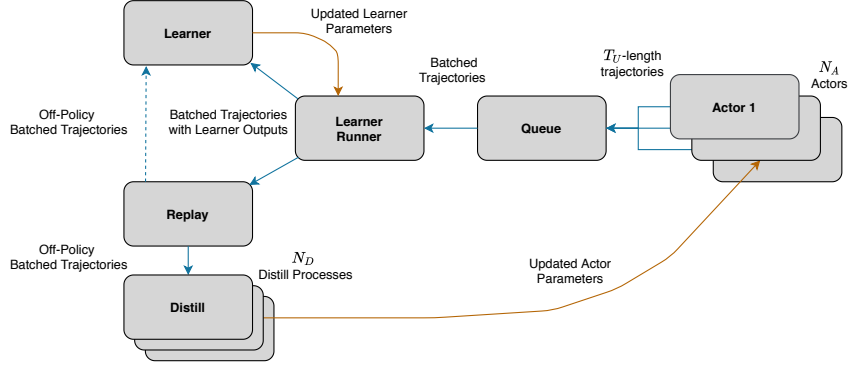 Learner
Updated Learner
Parameters
Off-Policy
Batched Trajectories
Batched Trajectories
with Learner Outputs
Learner
Runner
Batched
Trajectories
Queue
T_U-length
trajectories
N_A
Actors
Actor 1
Replay
Off-Policy
Batched Trajectories
N_D
Distill Processes
Distill
Updated Actor
Parameters